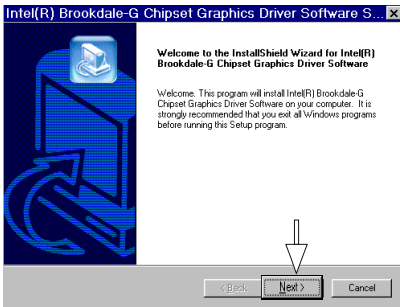 Intel(R) Brookdale-G Chipset Graphics Driver Software S...
Welcome to the InstallShield Wizard for Intel(R)
Brookdale-G Chipset Graphics Driver Software
Welcome. This program will install Intel(R) Brookdale-G
Chipset Graphics Driver Software on your computer. It is
strongly recommended that you exit all Windows programs
before running this Setup program.
< Back
Next >
Cancel